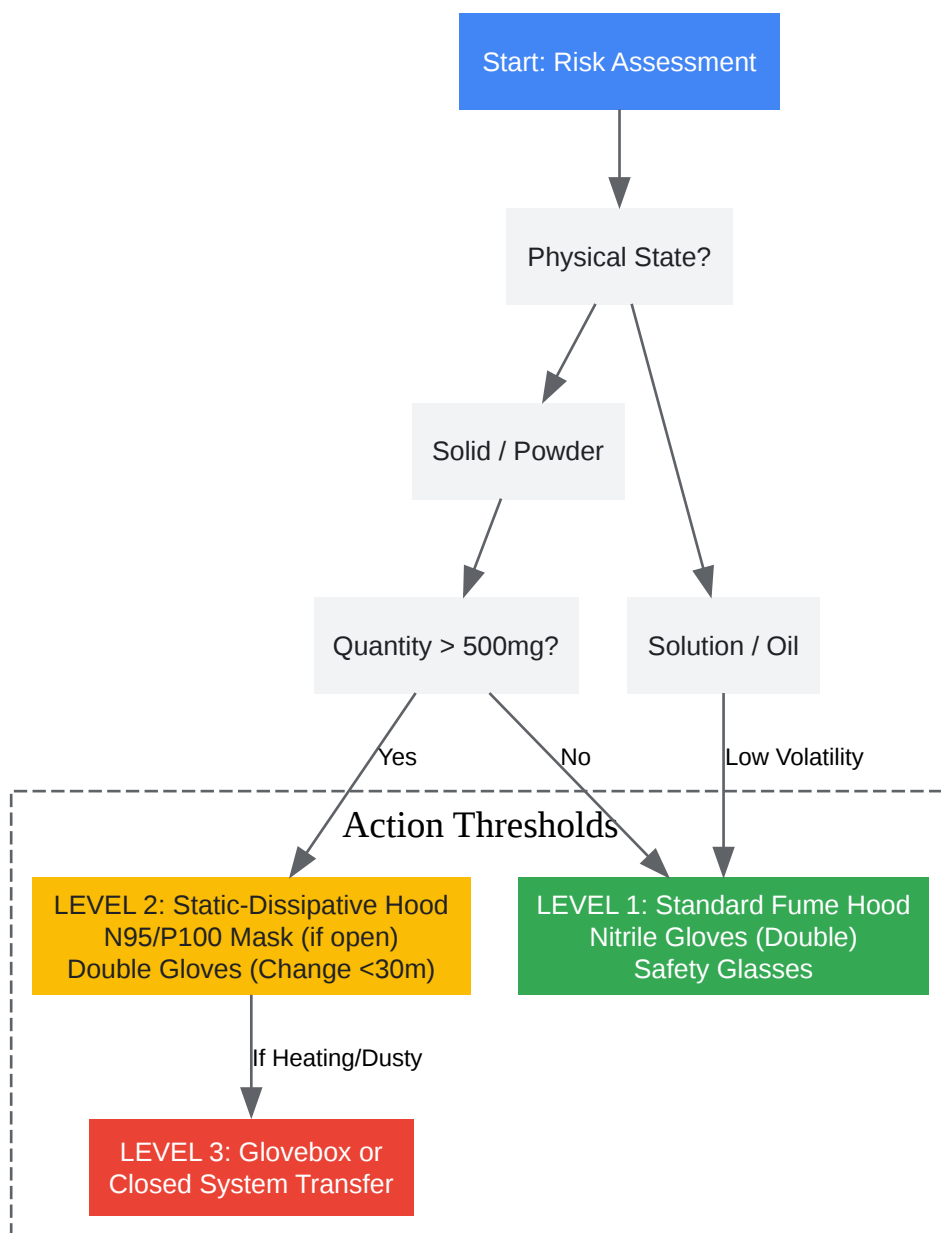 Start: Risk Assessment
Physical State?
Solid / Powder
Quantity > 500mg?
Solution / Oil
Yes
No
Low Volatility
Action Thresholds
LEVEL 2: Static-Dissipative Hood
N95/P100 Mask (if open)
Double Gloves (Change <30m)
LEVEL 1: Standard Fume Hood
Nitrile Gloves (Double)
Safety Glasses
If Heating/Dusty
LEVEL 3: Glovebox or
Closed System Transfer